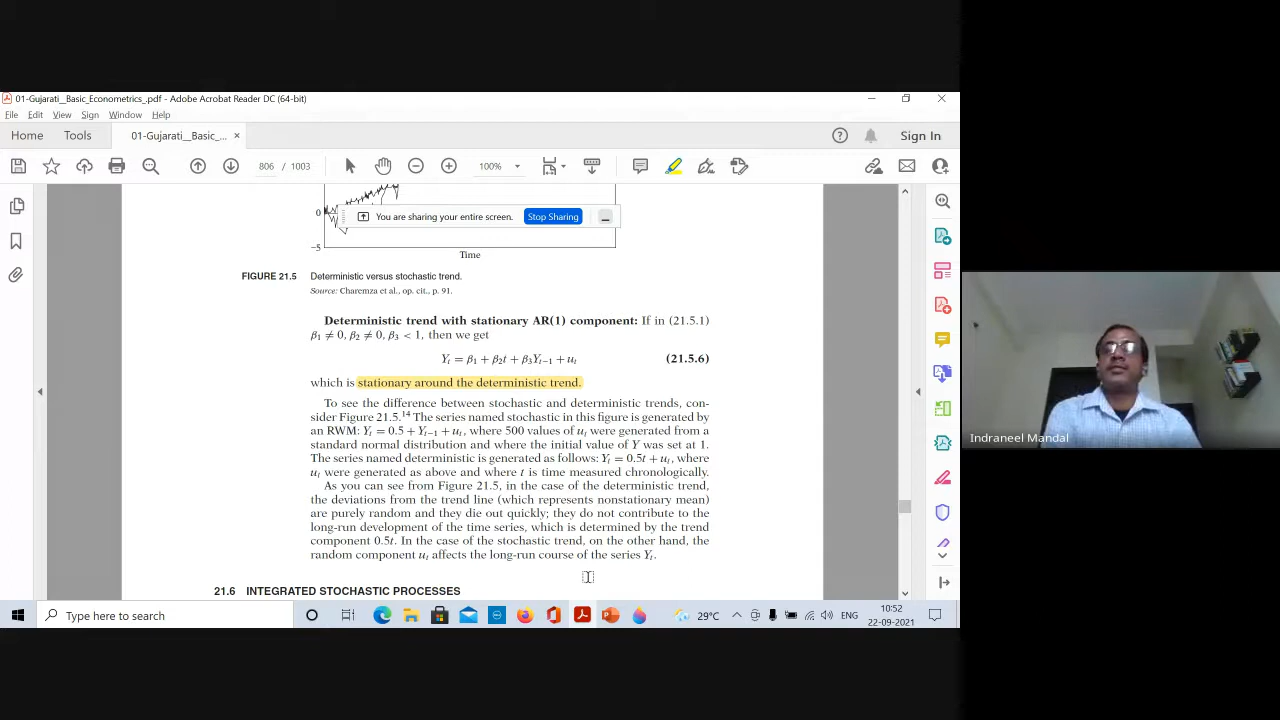 01-Gujarati__Basic_Econometrics_.pdf - Adobe Acrobat Reader DC (64-bit)
File Edit View Sign Window Help
Home Tools 01-Gujarati__Basic_... × Sign In
806 / 1003 100%
0
You are sharing your entire screen. Stop Sharing
−5
Time
FIGURE 21.5 Deterministic versus stochastic trend.
Source: Charemza et al., op. cit., p. 91.
Deterministic trend with stationary AR(1) component: If in (21.5.1)
β1 ≠ 0, β2 ≠ 0, β3 < 1, then we get
Yt = β1 + β2t + β3Yt−1 + ut (21.5.6)
which is stationary around the deterministic trend.
To see the difference between stochastic and deterministic trends, con-
sider Figure 21.5.14 The series named stochastic in this figure is generated by
an RWM: Yt = 0.5 + Yt−1 + ut, where 500 values of ut were generated from a
standard normal distribution and where the initial value of Y was set at 1.
The series named deterministic is generated as follows: Yt = 0.5t + ut, where
ut were generated as above and where t is time measured chronologically.
As you can see from Figure 21.5, in the case of the deterministic trend,
the deviations from the trend line (which represents nonstationary mean)
are purely random and they die out quickly; they do not contribute to the
long-run development of the time series, which is determined by the trend
component 0.5t. In the case of the stochastic trend, on the other hand, the
random component ut affects the long-run course of the series Yt.
21.6 INTEGRATED STOCHASTIC PROCESSES
Type here to search
29°C ENG 10:52
22-09-2021
Indraneel Mandal